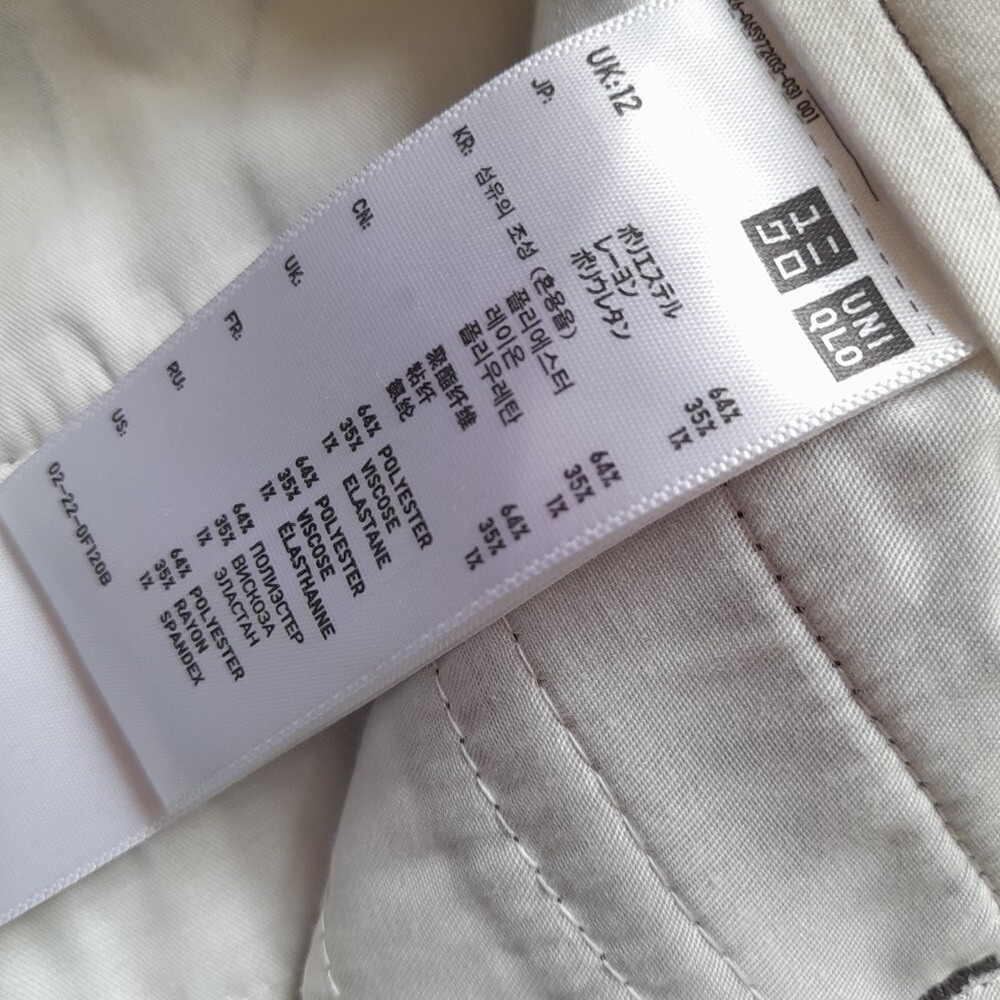 001
ユニ
クロ
UNI
QLO
UK:12
JP:
ポリエステル 64%
レーヨン 35%
ポリウレタン 1%
KR: 섬유의 조성 (혼용율)
폴리에스터 64%
레이온 35%
폴리우레탄 1%
CN:
聚酯纤维 64%
粘纤 35%
氨纶 1%
UK:
64% POLYESTER
35% VISCOSE
1% ELASTANE
FR:
64% POLYESTER
35% VISCOSE
1% ÉLASTHANNE
RU:
64% ПОЛИЭСТЕР
35% ВИСКОЗА
1% ЭЛАСТАН
US:
64% POLYESTER
35% RAYON
1% SPANDEX
02-22-0F120B